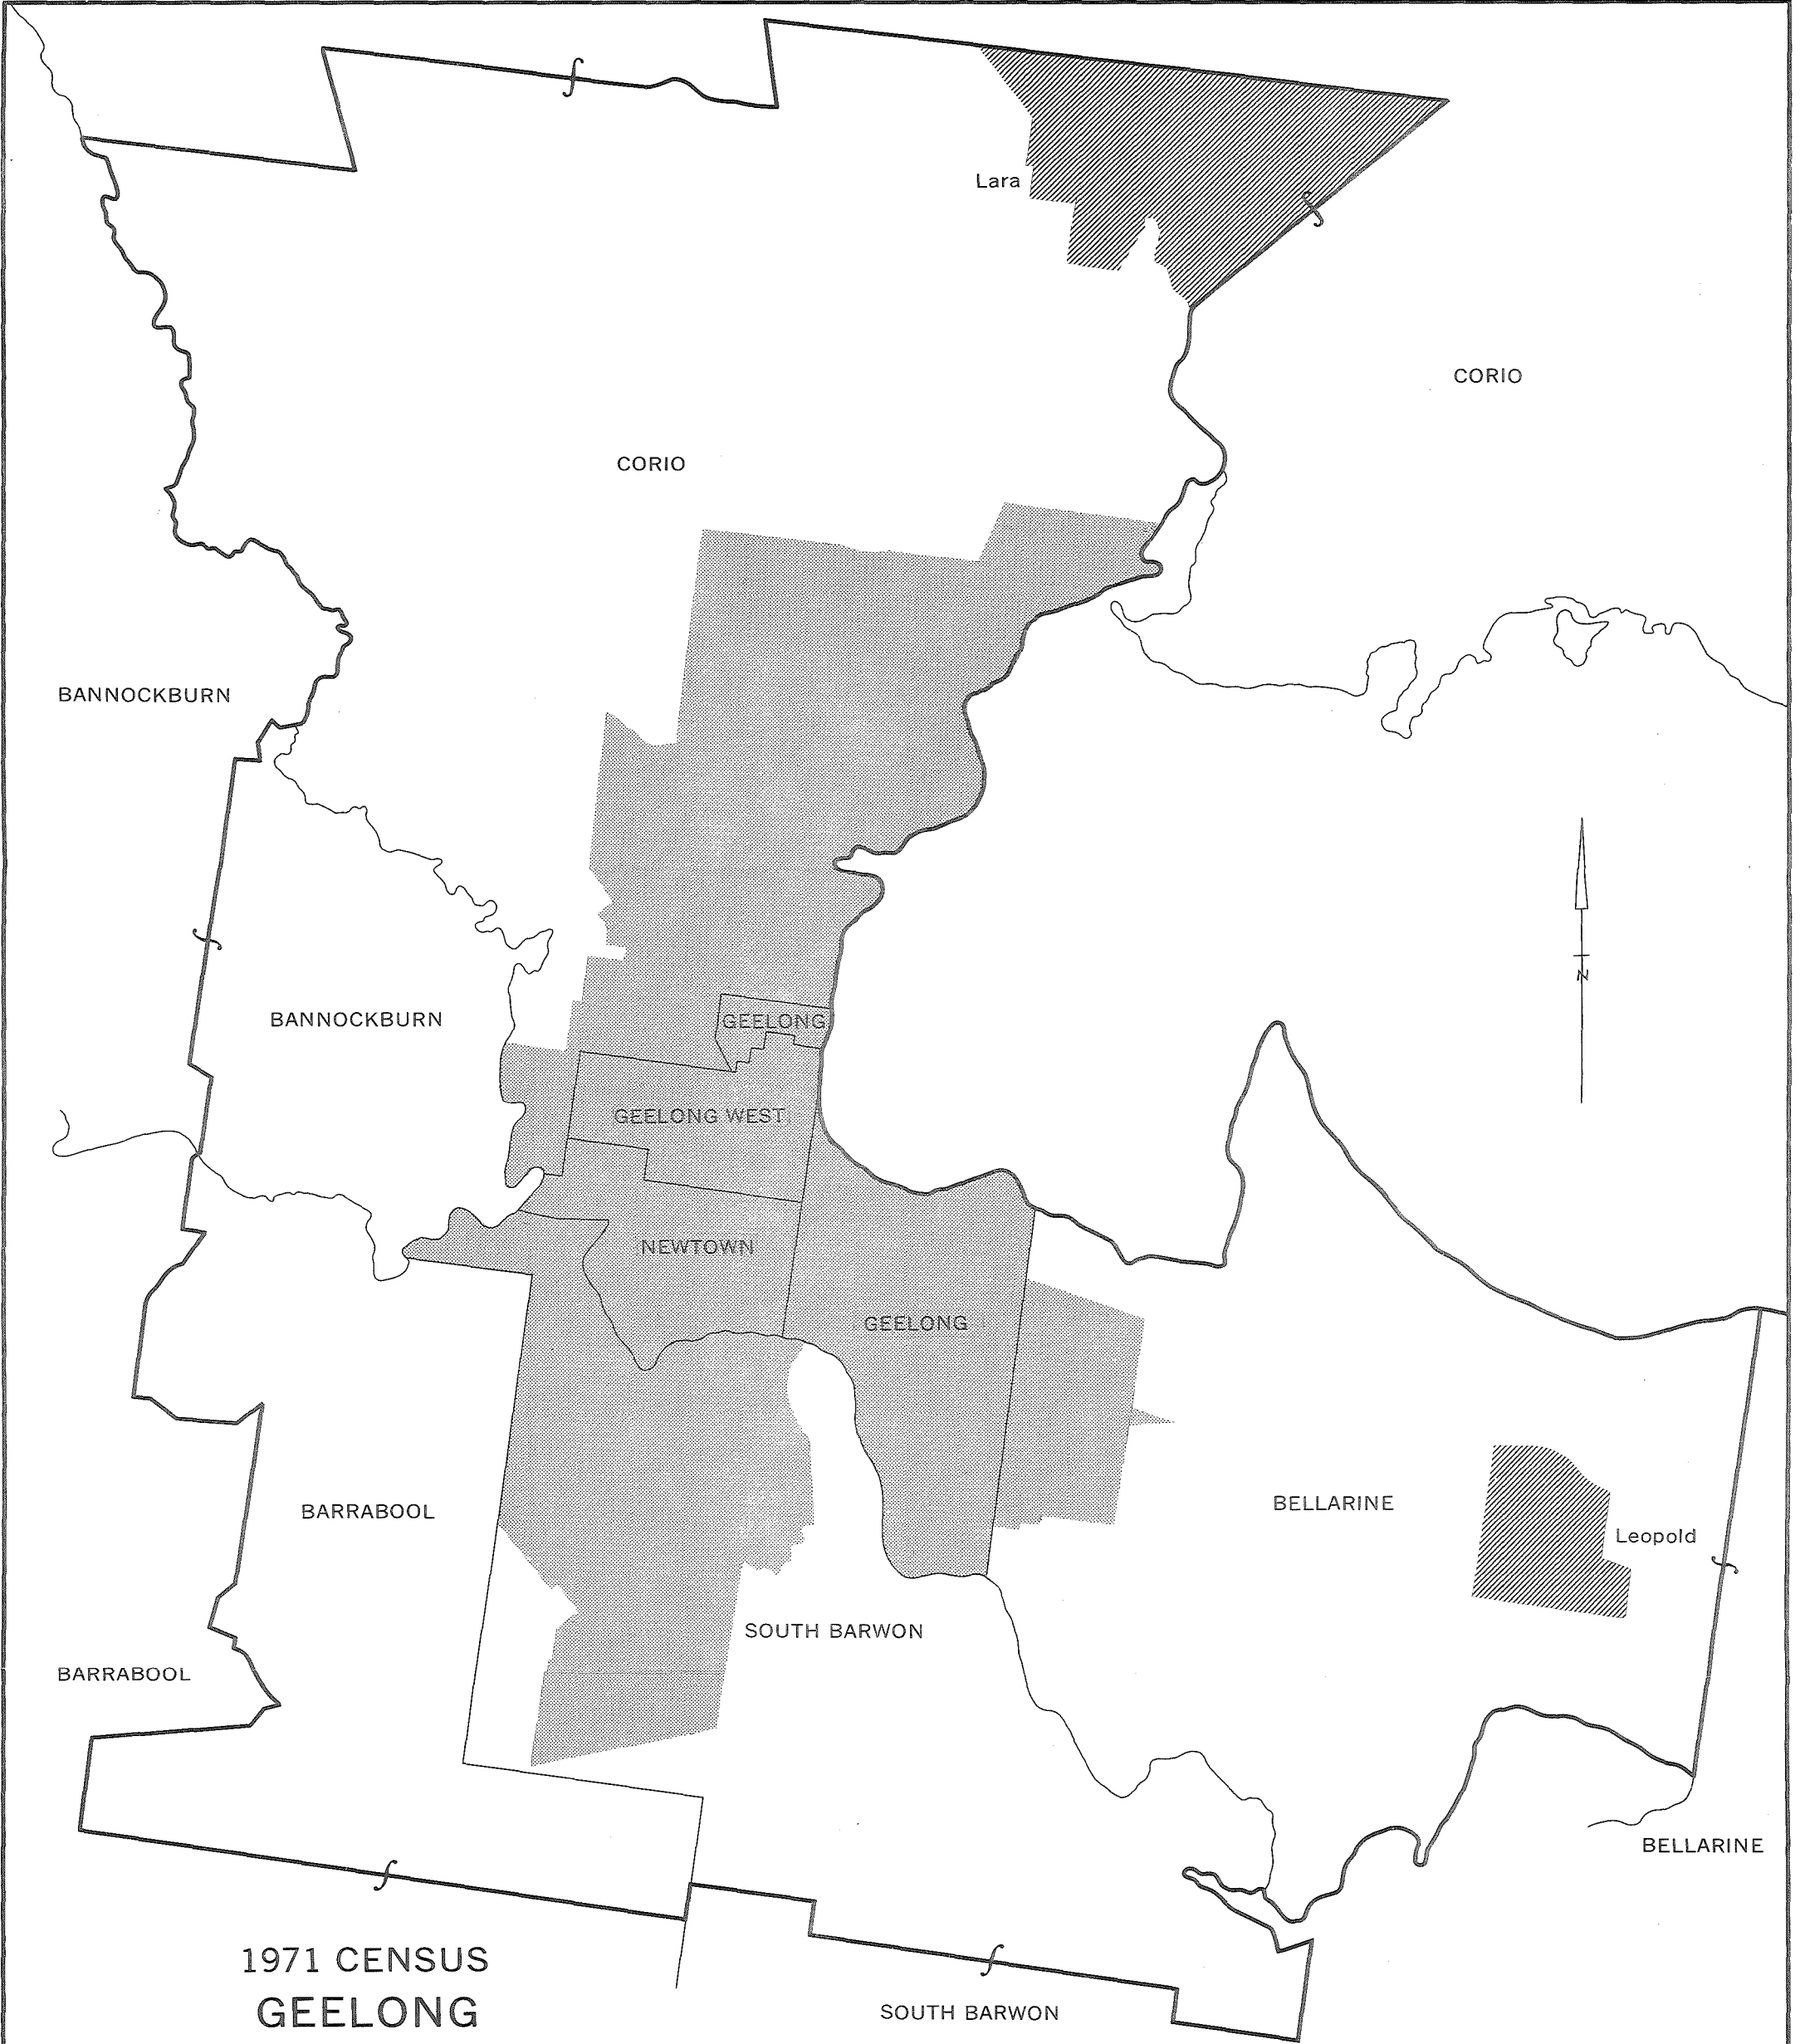 Lara
CORIO
CORIO
BANNOCKBURN
N
BANNOCKBURN
GEELONG
GEELONG WEST
NEWTOWN
GEELONG
BELLARINE
BARRABOOL
Leopold
SOUTH BARWON
BARRABOOL
BELLARINE
1971 CENSUS
GEELONG
SOUTH BARWON